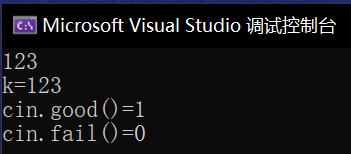 Microsoft Visual Studio 调试控制台
123
k=123
cin.good()=1
cin.fail()=0